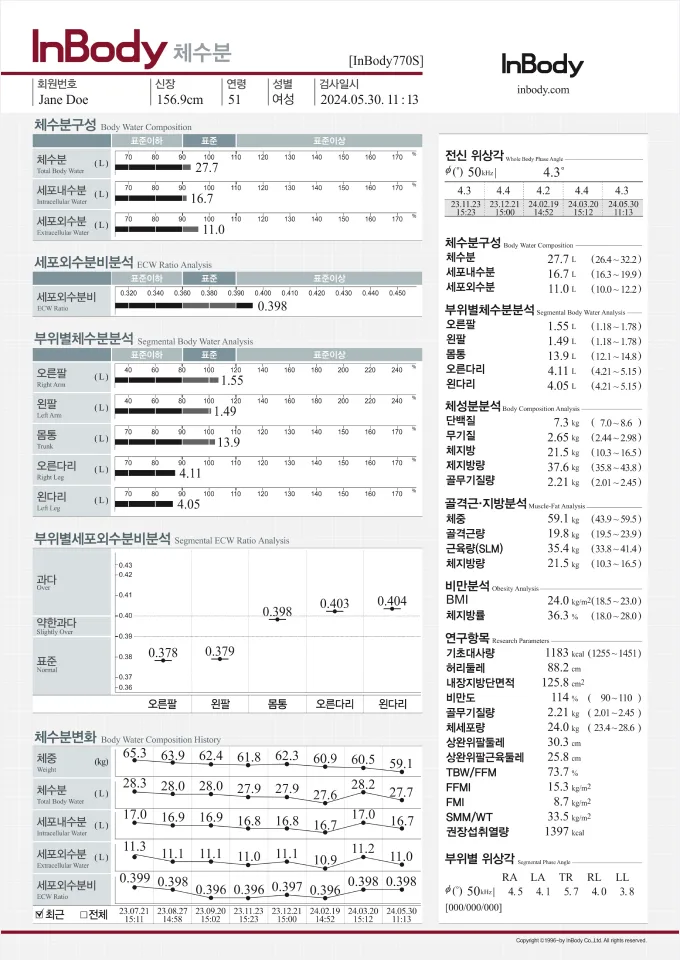 InBody 체수분
[InBody770S]
InBody
inbody.com
회원번호 신장 연령 성별 검사일시
Jane Doe 156.9cm 51 여성 2024.05.30. 11:13
체수분구성 Body Water Composition
표준이하 표준 표준이상
체수분 (L) 70 80 90 100 110 120 130 140 150 160 170 %
Total Body Water 27.7
세포내수분 (L) 70 80 90 100 110 120 130 140 150 160 170 %
Intracellular Water 16.7
세포외수분 (L) 70 80 90 100 110 120 130 140 150 160 170 %
Extracellular Water 11.0
세포외수분비분석 ECW Ratio Analysis
표준이하 표준 표준이상
세포외수분비 0.320 0.340 0.360 0.380 0.390 0.400 0.410 0.420 0.430 0.440 0.450
ECW Ratio 0.398
부위별체수분분석 Segmental Body Water Analysis
표준이하 표준 표준이상
오른팔 (L) 40 60 80 100 120 140 160 180 200 220 240 %
Right Arm 1.55
왼팔 (L) 40 60 80 100 120 140 160 180 200 220 240 %
Left Arm 1.49
몸통 (L) 70 80 90 100 110 120 130 140 150 160 170 %
Trunk 13.9
오른다리 (L) 70 80 90 100 110 120 130 140 150 160 170 %
Right Leg 4.11
왼다리 (L) 70 80 90 100 110 120 130 140 150 160 170 %
Left Leg 4.05
부위별세포외수분비분석 Segmental ECW Ratio Analysis
과다
Over
약한과다
Slightly Over
표준
Normal
0.43
0.42
0.41
0.40
0.39
0.38
0.37
0.36
0.378 0.379 0.398 0.403 0.404
오른팔 왼팔 몸통 오른다리 왼다리
체수분변화 Body Water Composition History
체중 (kg) 65.3 63.9 62.4 61.8 62.3 60.9 60.5 59.1
Weight
체수분 (L) 28.3 28.0 28.0 27.9 27.9 27.6 28.2 27.7
Total Body Water
세포내수분 (L) 17.0 16.9 16.9 16.8 16.8 16.7 17.0 16.7
Intracellular Water
세포외수분 (L) 11.3 11.1 11.1 11.0 11.1 10.9 11.2 11.0
Extracellular Water
세포외수분비 0.399 0.398 0.396 0.396 0.397 0.396 0.398 0.398
ECW Ratio
최근 전체 23.07.21 23.08.27 23.09.20 23.11.23 23.12.21 24.02.19 24.03.20 24.05.30
15:11 14:58 15:02 15:23 15:00 14:52 15:12 11:13
전신 위상각 Whole Body Phase Angle
φ(°) 50kHz| 4.3°
4.3 4.4 4.2 4.4 4.3
23.11.23 23.12.21 24.02.19 24.03.20 24.05.30
15:23 15:00 14:52 15:12 11:13
체수분구성 Body Water Composition
체수분 27.7 L (26.4~32.2)
세포내수분 16.7 L (16.3~19.9)
세포외수분 11.0 L (10.0~12.2)
부위별체수분분석 Segmental Body Water Analysis
오른팔 1.55 L (1.18~1.78)
왼팔 1.49 L (1.18~1.78)
몸통 13.9 L (12.1~14.8)
오른다리 4.11 L (4.21~5.15)
왼다리 4.05 L (4.21~5.15)
체성분분석 Body Composition Analysis
단백질 7.3 kg (7.0~8.6)
무기질 2.65 kg (2.44~2.98)
체지방 21.5 kg (10.3~16.5)
제지방량 37.6 kg (35.8~43.8)
골무기질량 2.21 kg (2.01~2.45)
골격근·지방분석 Muscle-Fat Analysis
체중 59.1 kg (43.9~59.5)
골격근량 19.8 kg (19.5~23.9)
근육량(SLM) 35.4 kg (33.8~41.4)
체지방량 21.5 kg (10.3~16.5)
비만분석 Obesity Analysis
BMI 24.0 kg/m2(18.5~23.0)
체지방률 36.3 % (18.0~28.0)
연구항목 Research Parameters
기초대사량 1183 kcal (1255~1451)
허리둘레 88.2 cm
내장지방단면적 125.8 cm2
비만도 114 % (90~110)
골무기질량 2.21 kg (2.01~2.45)
체세포량 24.0 kg (23.4~28.6)
상완위팔둘레 30.3 cm
상완위팔근육둘레 25.8 cm
TBW/FFM 73.7 %
FFMI 15.3 kg/m2
FMI 8.7 kg/m2
SMM/WT 33.5 kg/m2
권장섭취열량 1397 kcal
부위별 위상각 Segmental Phase Angle
RA LA TR RL LL
φ(°) 50kHz| 4.5 4.1 5.7 4.0 3.8
[000/000/000]
Copyright ©1996~by InBody Co.,Ltd. All rights reserved.